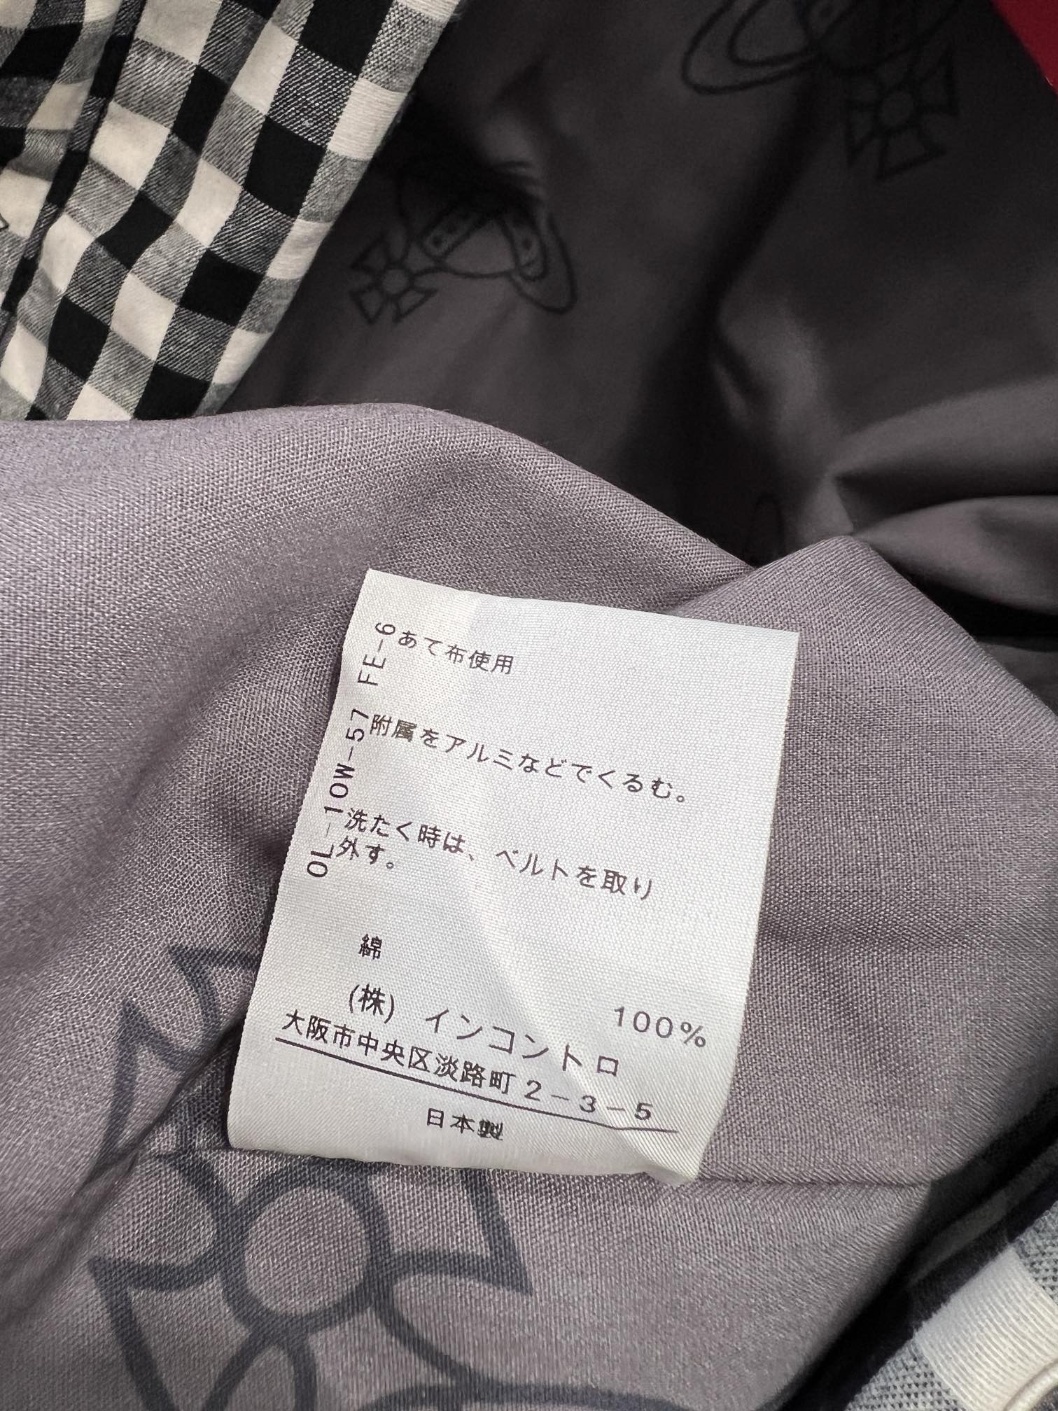 あて布使用
附属をアルミなどでくるむ。
洗たく時は、ベルトを取り
外す。
綿
100%
(株) インコントロ
大阪市中央区淡路町2-3-5
日本製
OL-10W-57 FE-6